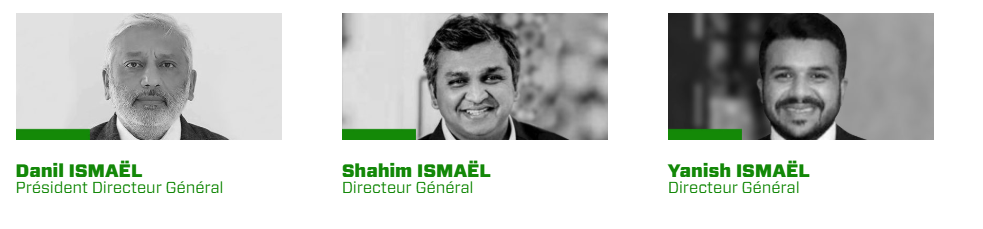 Danil ISMAËL
Président Directeur Général
Shahim ISMAËL
Directeur Général
Yanish ISMAËL
Directeur Général